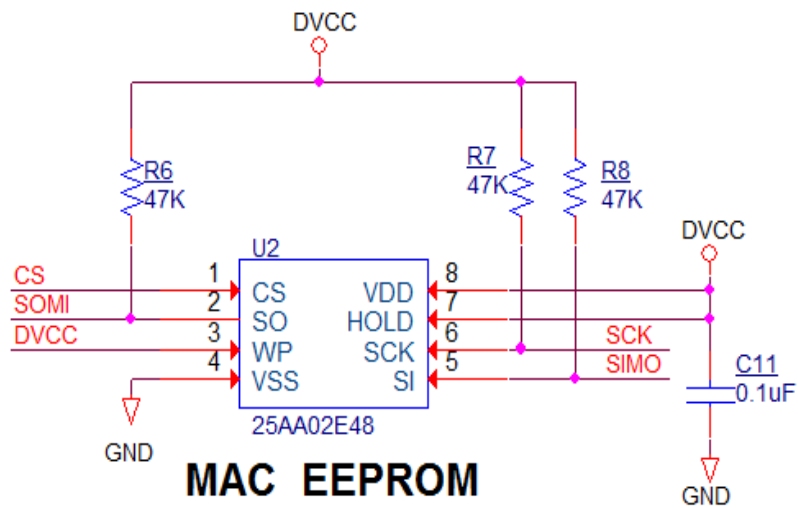 DVCC
R6
47K
R7
47K
R8
47K
DVCC
U2
CS
1
CS
VDD
8
SOMI
2
SO
HOLD
7
DVCC
3
WP
SCK
6
SCK
4
VSS
SI
5
SIMO
C11
0.1uF
GND
25AA02E48
GND
MAC EEPROM